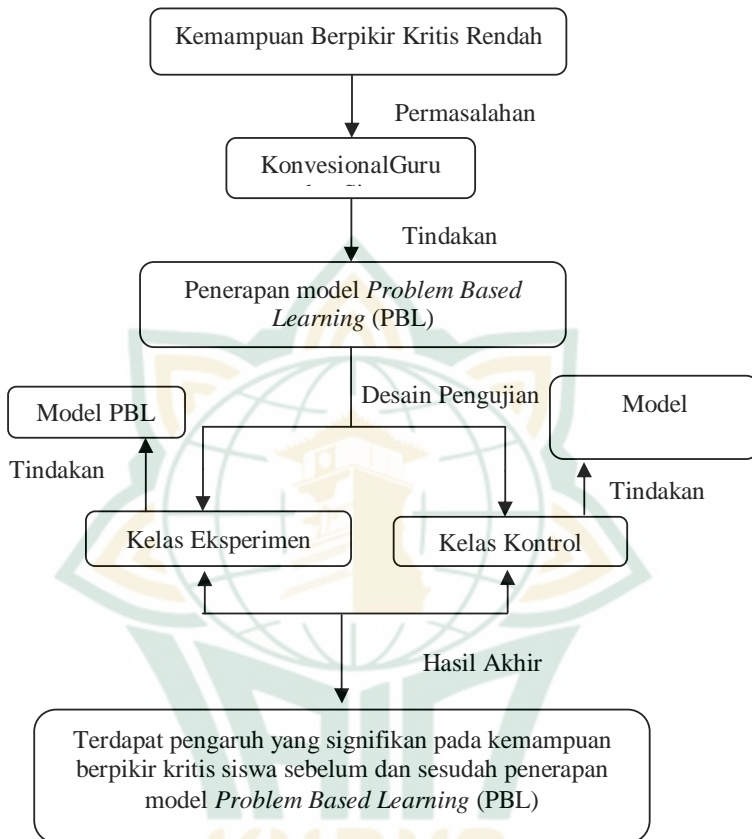 Kemampuan Berpikir Kritis Rendah
Permasalahan
KonvesionalGuru
Tindakan
Penerapan model Problem Based
Learning (PBL)
Desain Pengujian
Model PBL
Model
Tindakan
Tindakan
Kelas Eksperimen
Kelas Kontrol
Hasil Akhir
Terdapat pengaruh yang signifikan pada kemampuan
berpikir kritis siswa sebelum dan sesudah penerapan
model Problem Based Learning (PBL)